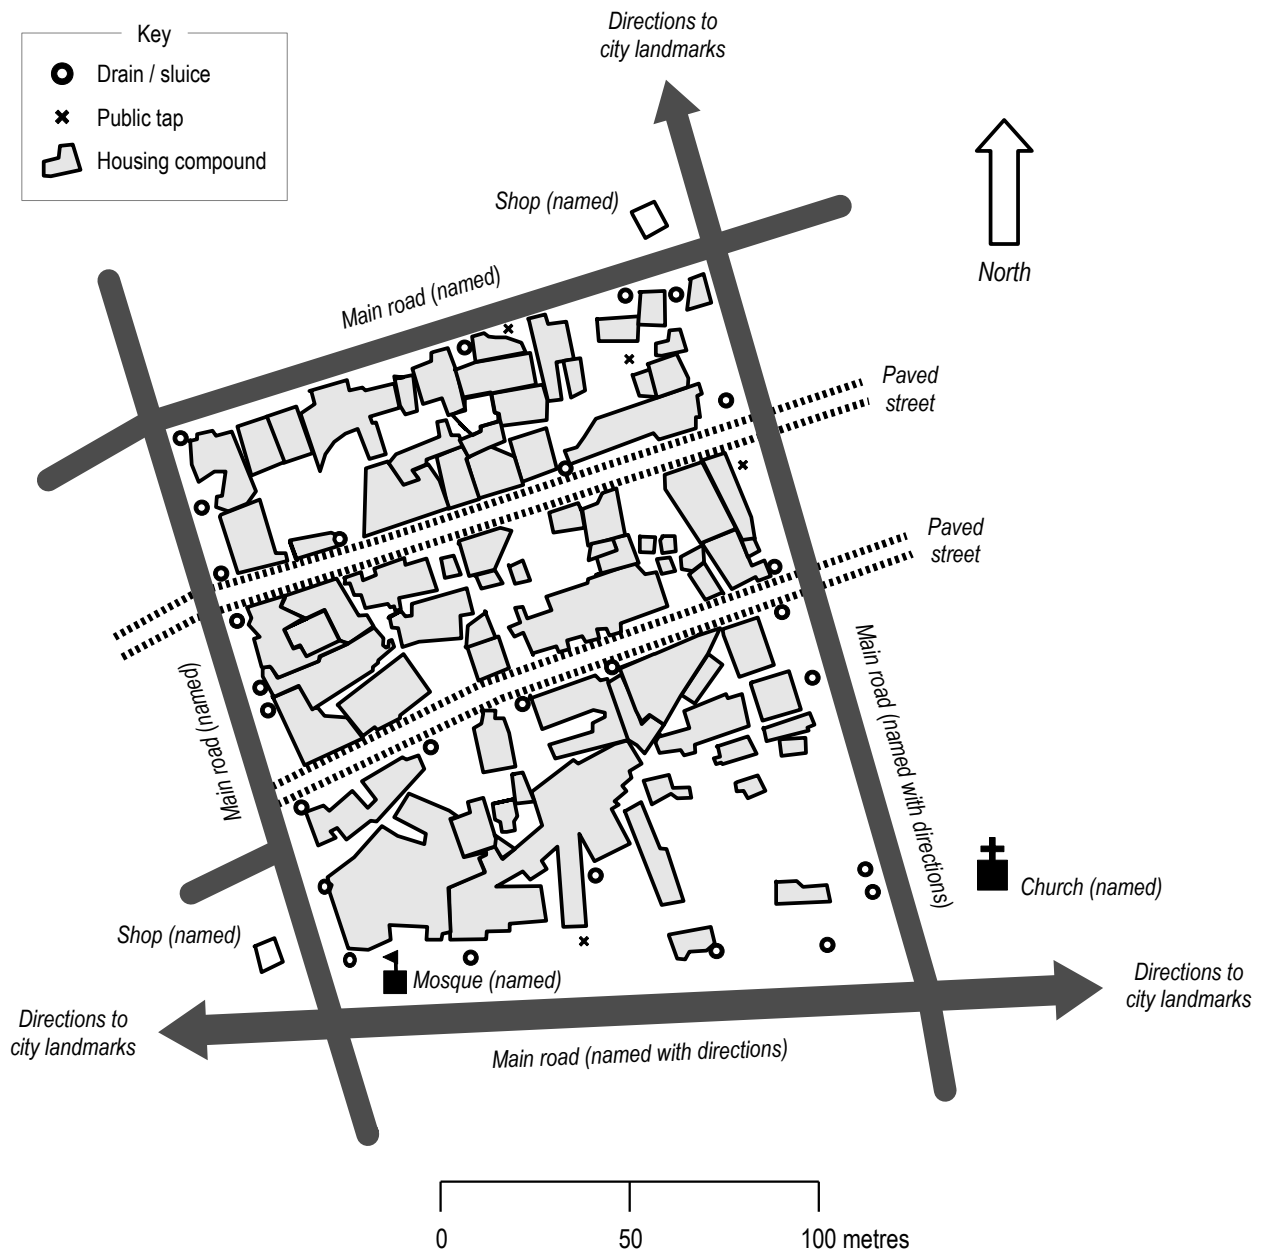 Key
Drain / sluice
Public tap
Housing compound
Directions to
city landmarks
Shop (named)
North
Main road (named)
Paved
street
Paved
street
Main road (named)
Main road (named with directions)
Church (named)
Shop (named)
Mosque (named)
Directions to
city landmarks
Directions to
city landmarks
Main road (named with directions)
0
50
100 metres